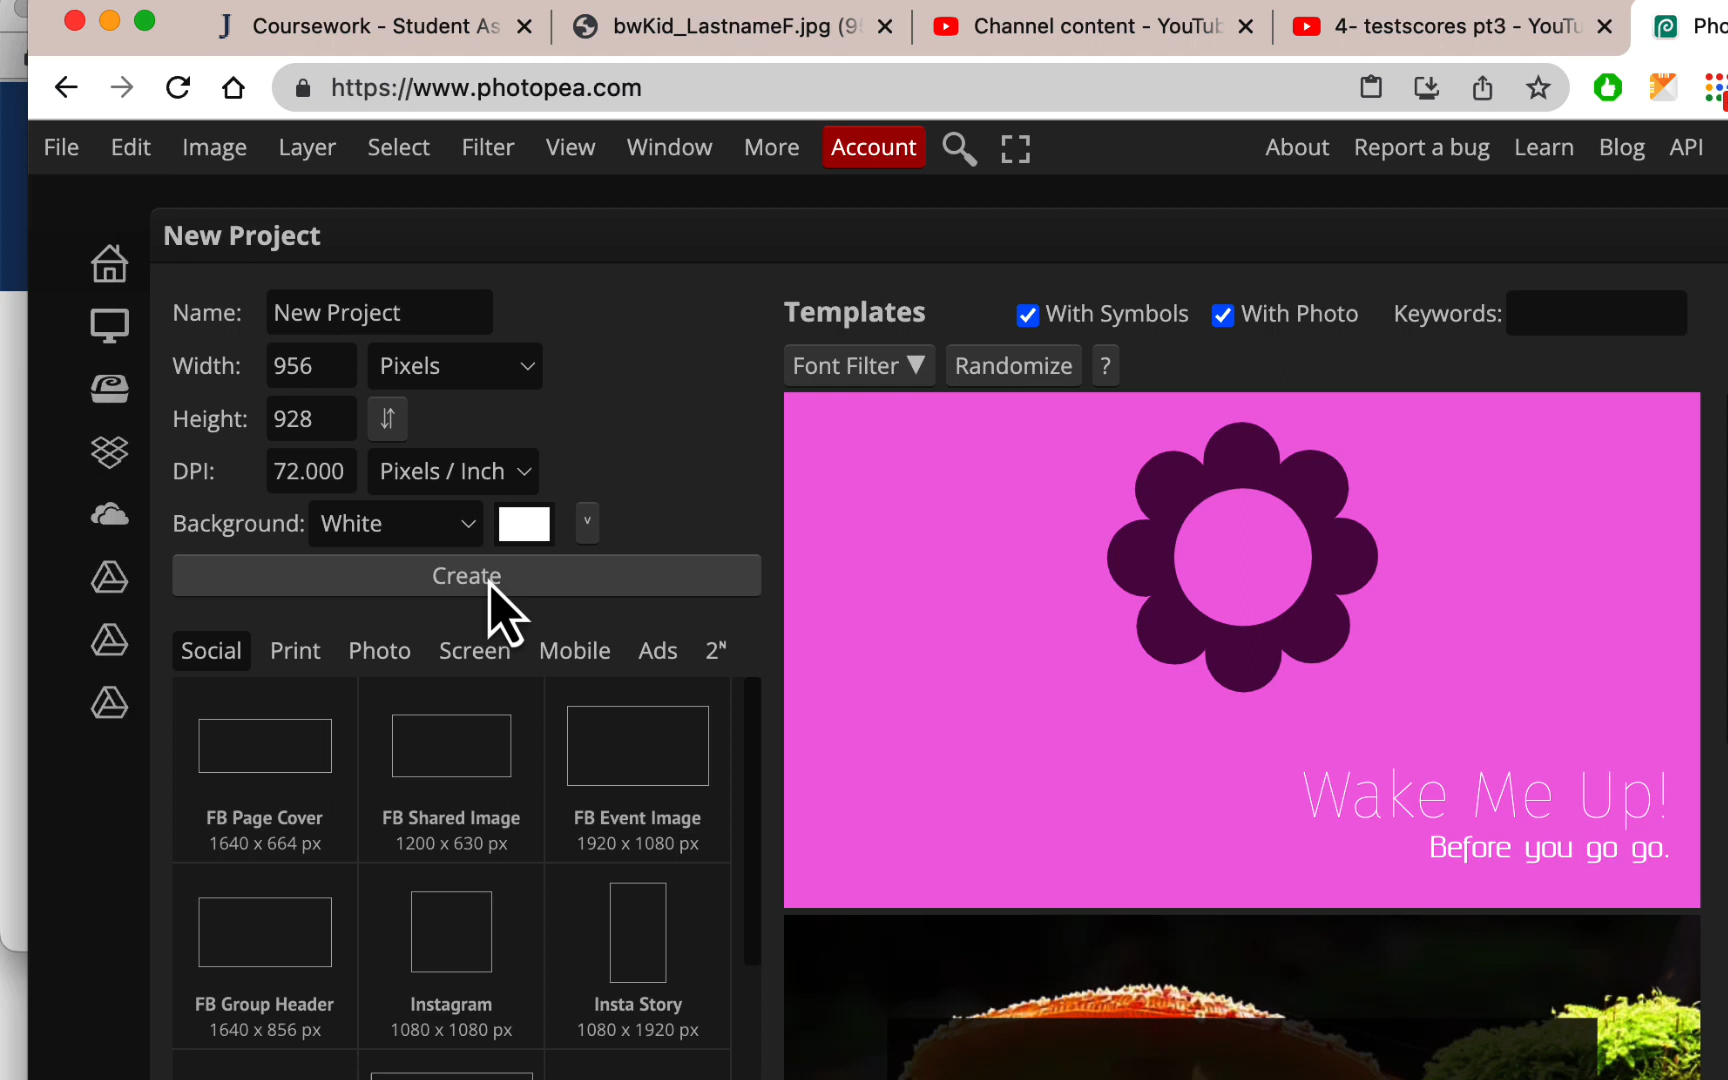 Coursework - Student As
bwKid_LastnameF.jpg (95
Channel content - YouTub
4- testscores pt3 - YouTu
Pho
https://www.photopea.com
File Edit Image Layer Select Filter View Window More Account About Report a bug Learn Blog API
New Project
Name: New Project
Width: 956 Pixels
Height: 928
DPI: 72.000 Pixels / Inch
Background: White
Create
Social Print Photo Screen Mobile Ads 2ᴺ
FB Page Cover
1640 x 664 px
FB Shared Image
1200 x 630 px
FB Event Image
1920 x 1080 px
FB Group Header
1640 x 856 px
Instagram
1080 x 1080 px
Insta Story
1080 x 1920 px
Templates With Symbols With Photo Keywords:
Font Filter ▼ Randomize ?
Wake Me Up!
Before you go go.